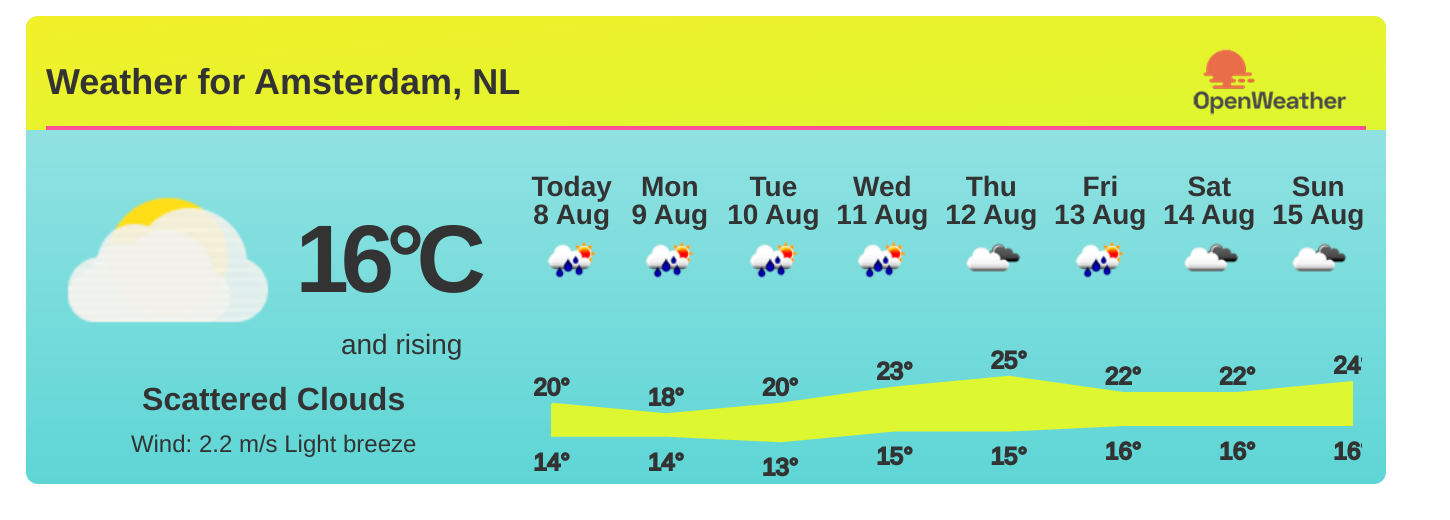 Weather for Amsterdam, NL
OpenWeather
Today Mon Tue Wed Thu Fri Sat Sun
8 Aug 9 Aug 10 Aug 11 Aug 12 Aug 13 Aug 14 Aug 15 Aug
16°C
and rising
Scattered Clouds
Wind: 2.2 m/s Light breeze
20° 18° 20° 23° 25° 22° 22° 24°
14° 14° 13° 15° 15° 16° 16° 16°